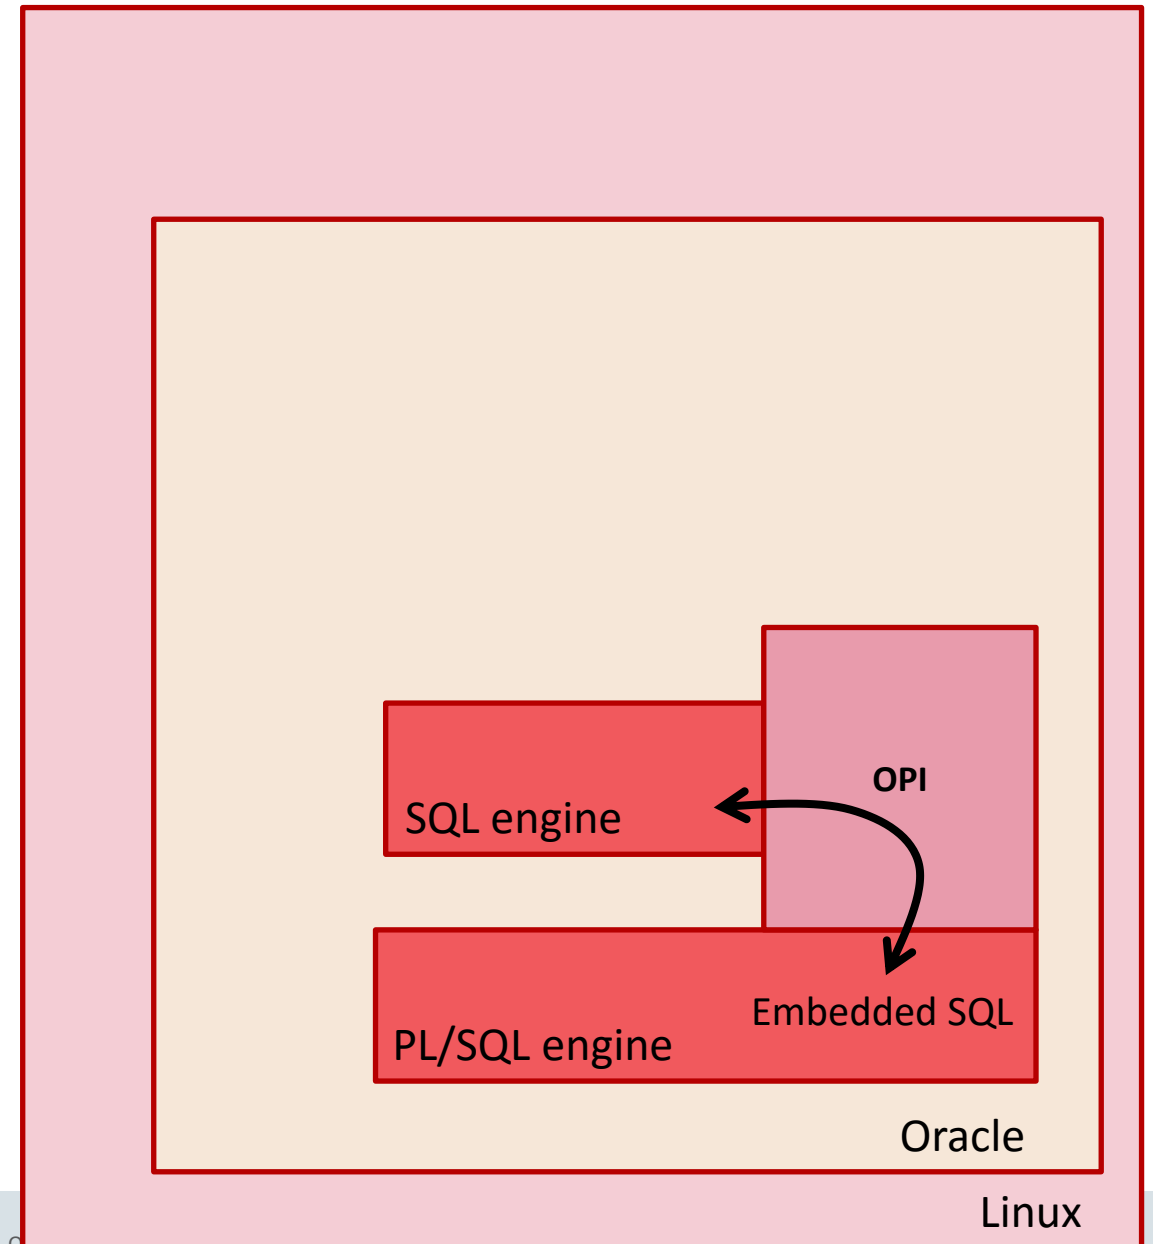 OPI
SQL engine
Embedded SQL
PL/SQL engine
Oracle
Linux